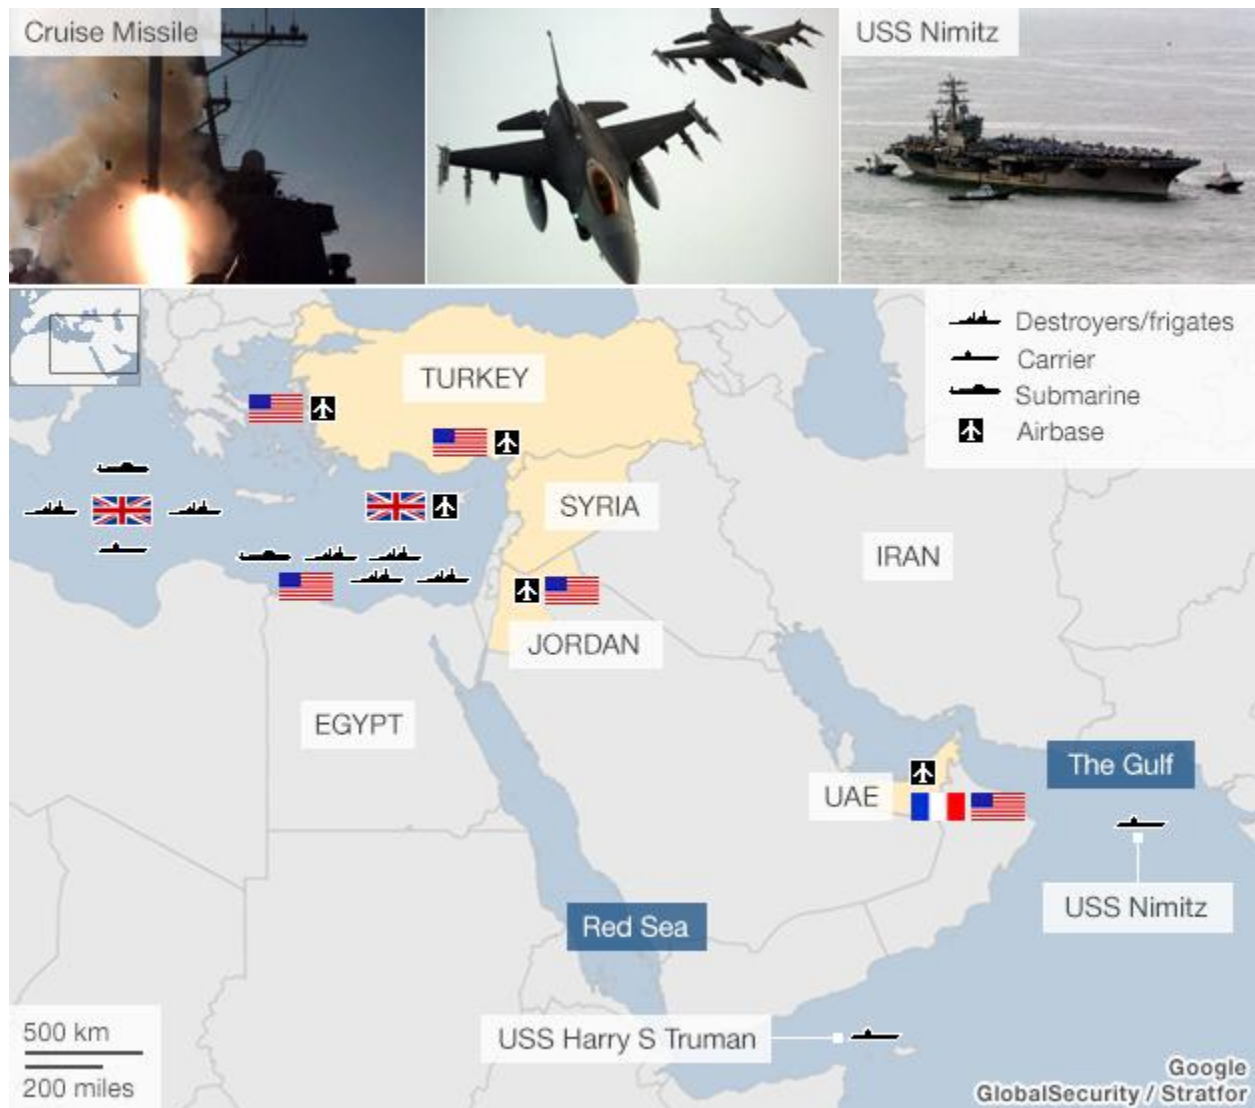 Cruise Missile
USS Nimitz
Destroyers/frigates
Carrier
Submarine
Airbase
TURKEY
SYRIA
IRAN
JORDAN
EGYPT
The Gulf
UAE
USS Nimitz
Red Sea
USS Harry S Truman
500 km
200 miles
Google
GlobalSecurity / Stratfor